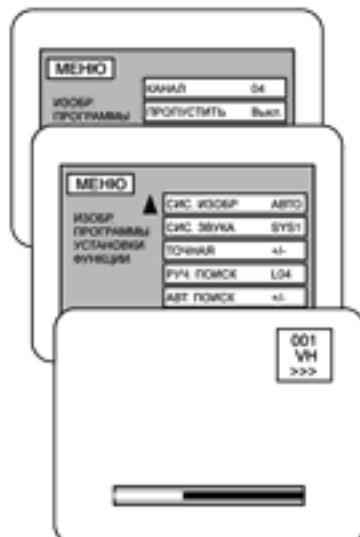 МЕНЮ
КАНАЛ 04
ИЗОБР.
ПРОГРАММЫ
ПРОПУСТИТЬ Выкл.
МЕНЮ
СИС. ИЗОБР АВТО
ИЗОБР.
ПРОГРАММЫ
УСТАНОВКИ
ФУНКЦИИ
СИС. ЗВУКА SYS1
ТОЧНАЯ +/-
РУЧ. ПОИСК L04
АВТ. ПОИСК +/-
001
VH
>>>